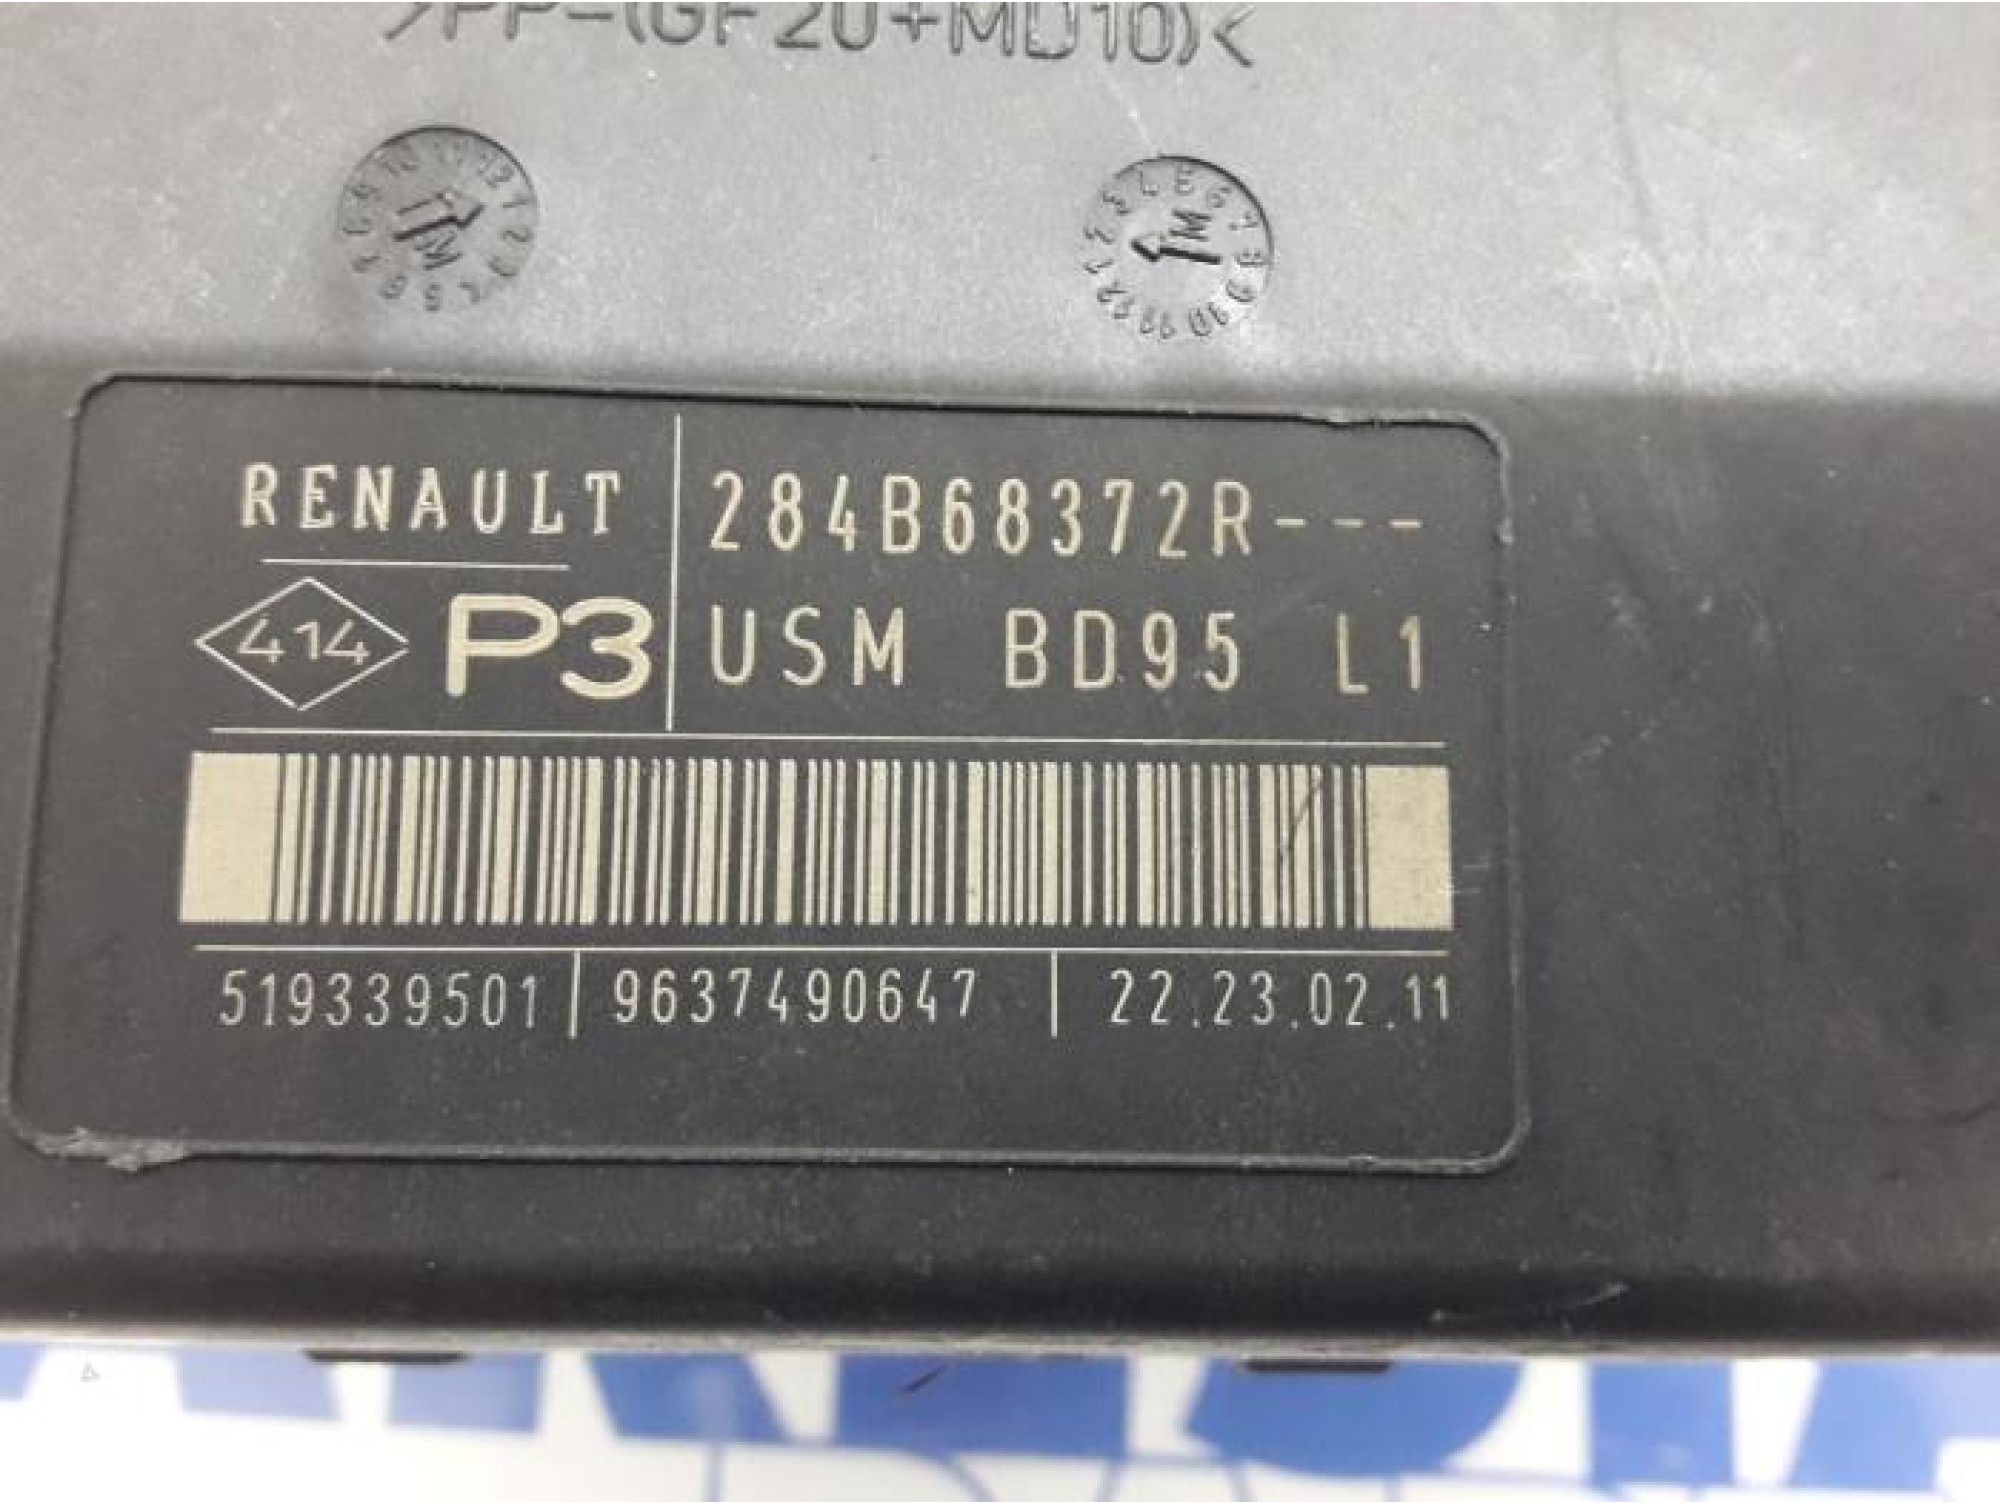 >PP-(GF20+MD10)<
RENAULT
414 P3
284B68372R---
USM BD95 L1
519339501 9637490647 22.23.02.11